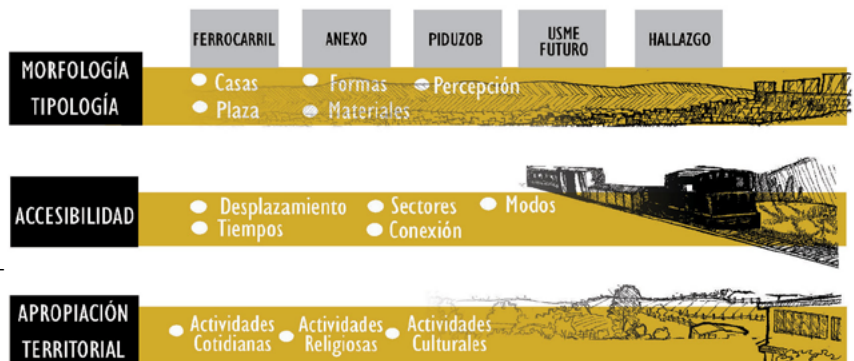 FERROCARRIL
ANEXO
PIDUZOB
USME
FUTURO
HALLAZGO
MORFOLOGÍA
TIPOLOGÍA
Casas
Formas
Percepción
Plaza
Materiales
ACCESIBILIDAD
Desplazamiento
Sectores
Modos
Tiempos
Conexión
APROPIACIÓN
TERRITORIAL
Actividades
Cotidianas
Actividades
Religiosas
Actividades
Culturales